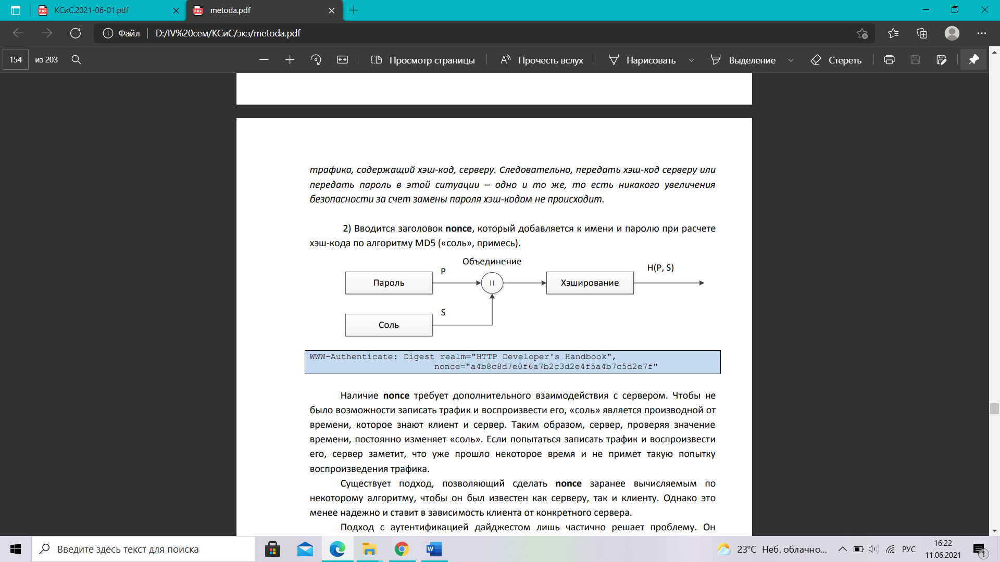 КСиС.2021-06-01.pdf
metoda.pdf
Файл
D:/IV%20сем/КСиС/экз/metoda.pdf
154
из 203
Просмотр страницы
Прочесть вслух
Нарисовать
Выделение
Стереть
трафика, содержащий хэш-код, серверу. Следовательно, передать хэш-код серверу или
передать пароль в этой ситуации – одно и то же, то есть никакого увеличения
безопасности за счет замены пароля хэш-кодом не происходит.
2) Вводится заголовок nonce, который добавляется к имени и паролю при расчете
хэш-кода по алгоритму MD5 («соль», примесь).
Объединение
P
H(P, S)
Пароль
||
Хэширование
S
Соль
WWW-Authenticate: Digest realm="HTTP Developer's Handbook",
nonce="a4b8c8d7e0f6a7b2c3d2e4f5a4b7c5d2e7f"
Наличие nonce требует дополнительного взаимодействия с сервером. Чтобы не
было возможности записать трафик и воспроизвести его, «соль» является производной от
времени, которое знают клиент и сервер. Таким образом, сервер, проверяя значение
времени, постоянно изменяет «соль». Если попытаться записать трафик и воспроизвести
его, сервер заметит, что уже прошло некоторое время и не примет такую попытку
воспроизведения трафика.
Существует подход, позволяющий сделать nonce заранее вычисляемым по
некоторому алгоритму, чтобы он был известен как серверу, так и клиенту. Однако это
менее надежно и ставит в зависимость клиента от конкретного сервера.
Подход с аутентификацией дайджестом лишь частично решает проблему. Он
Введите здесь текст для поиска
23°C Неб. облачно...
РУС
16:22
11.06.2021
1